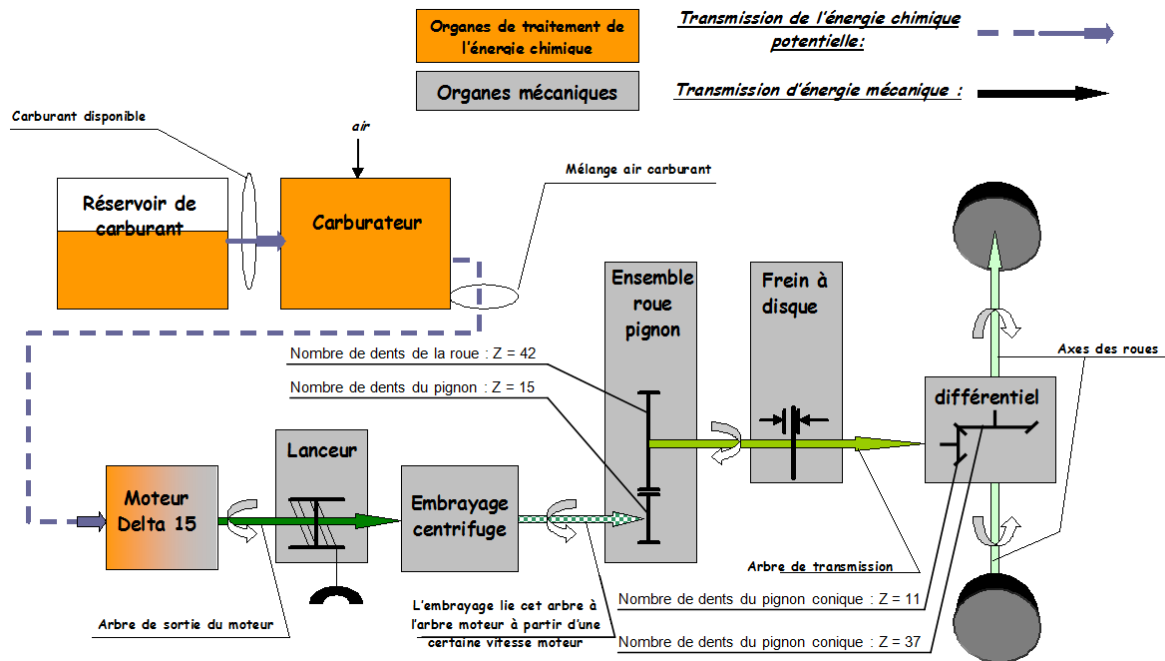 Organes de traitement de
l'énergie chimique
Transmission de l'énergie chimique
potentielle:
Organes mécaniques
Transmission d'énergie mécanique :
Carburant disponible
air
Mélange air carburant
Réservoir de
carburant
Carburateur
Ensemble
roue
pignon
Frein à
disque
Nombre de dents de la roue : Z = 42
Nombre de dents du pignon : Z = 15
Axes des roues
différentiel
Lanceur
Moteur
Delta 15
Embrayage
centrifuge
Arbre de transmission
Nombre de dents du pignon conique : Z = 11
Arbre de sortie du moteur
L'embrayage lie cet arbre à
l'arbre moteur à partir d'une
certaine vitesse moteur
Nombre de dents du pignon conique : Z = 37